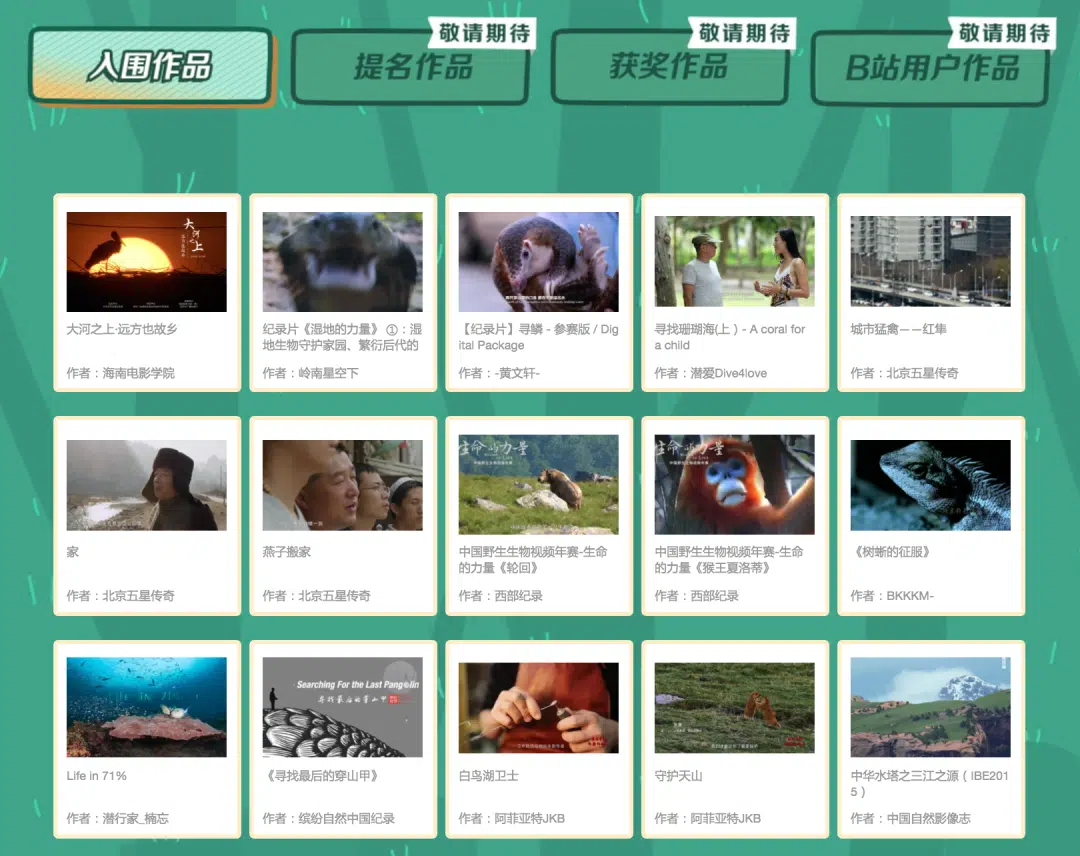 敬请期待
敬请期待
敬请期待
入围作品
提名作品
获奖作品
B站用户作品
大河之上
大河之上·远方也故乡
作者：海南电影学院
纪录片《湿地的力量》 ①：湿
地生物守护家园、繁衍后代的
作者：岭南星空下
【纪录片】寻鳞 - 参赛版 / Dig
ital Package
作者：-黄文轩-
寻找珊瑚海(上 ) - A coral for
a child
作者：潜爱Dive4love
城市猛禽——红隼
作者：北京五星传奇
家
作者：北京五星传奇
燕子搬家
作者：北京五星传奇
生命的力量
中国野生生物视频年赛-生命
的力量《轮回》
作者：西部纪录
生命的力量
中国野生生物视频年赛-生命
的力量《猴王夏洛蒂》
作者：西部纪录
《树蜥的征服》
作者：BKKKM-
LIFE IN 71%
Life in 71%
作者：潜行家_楠忘
Searching For the Last Pangolin
寻找最后的穿山甲
《寻找最后的穿山甲》
作者：缤纷自然中国纪录
白鸟湖卫士
作者：阿菲亚特JKB
守护天山
作者：阿菲亚特JKB
中华水塔之三江之源（ IBE201
5 ）
作者：中国自然影像志